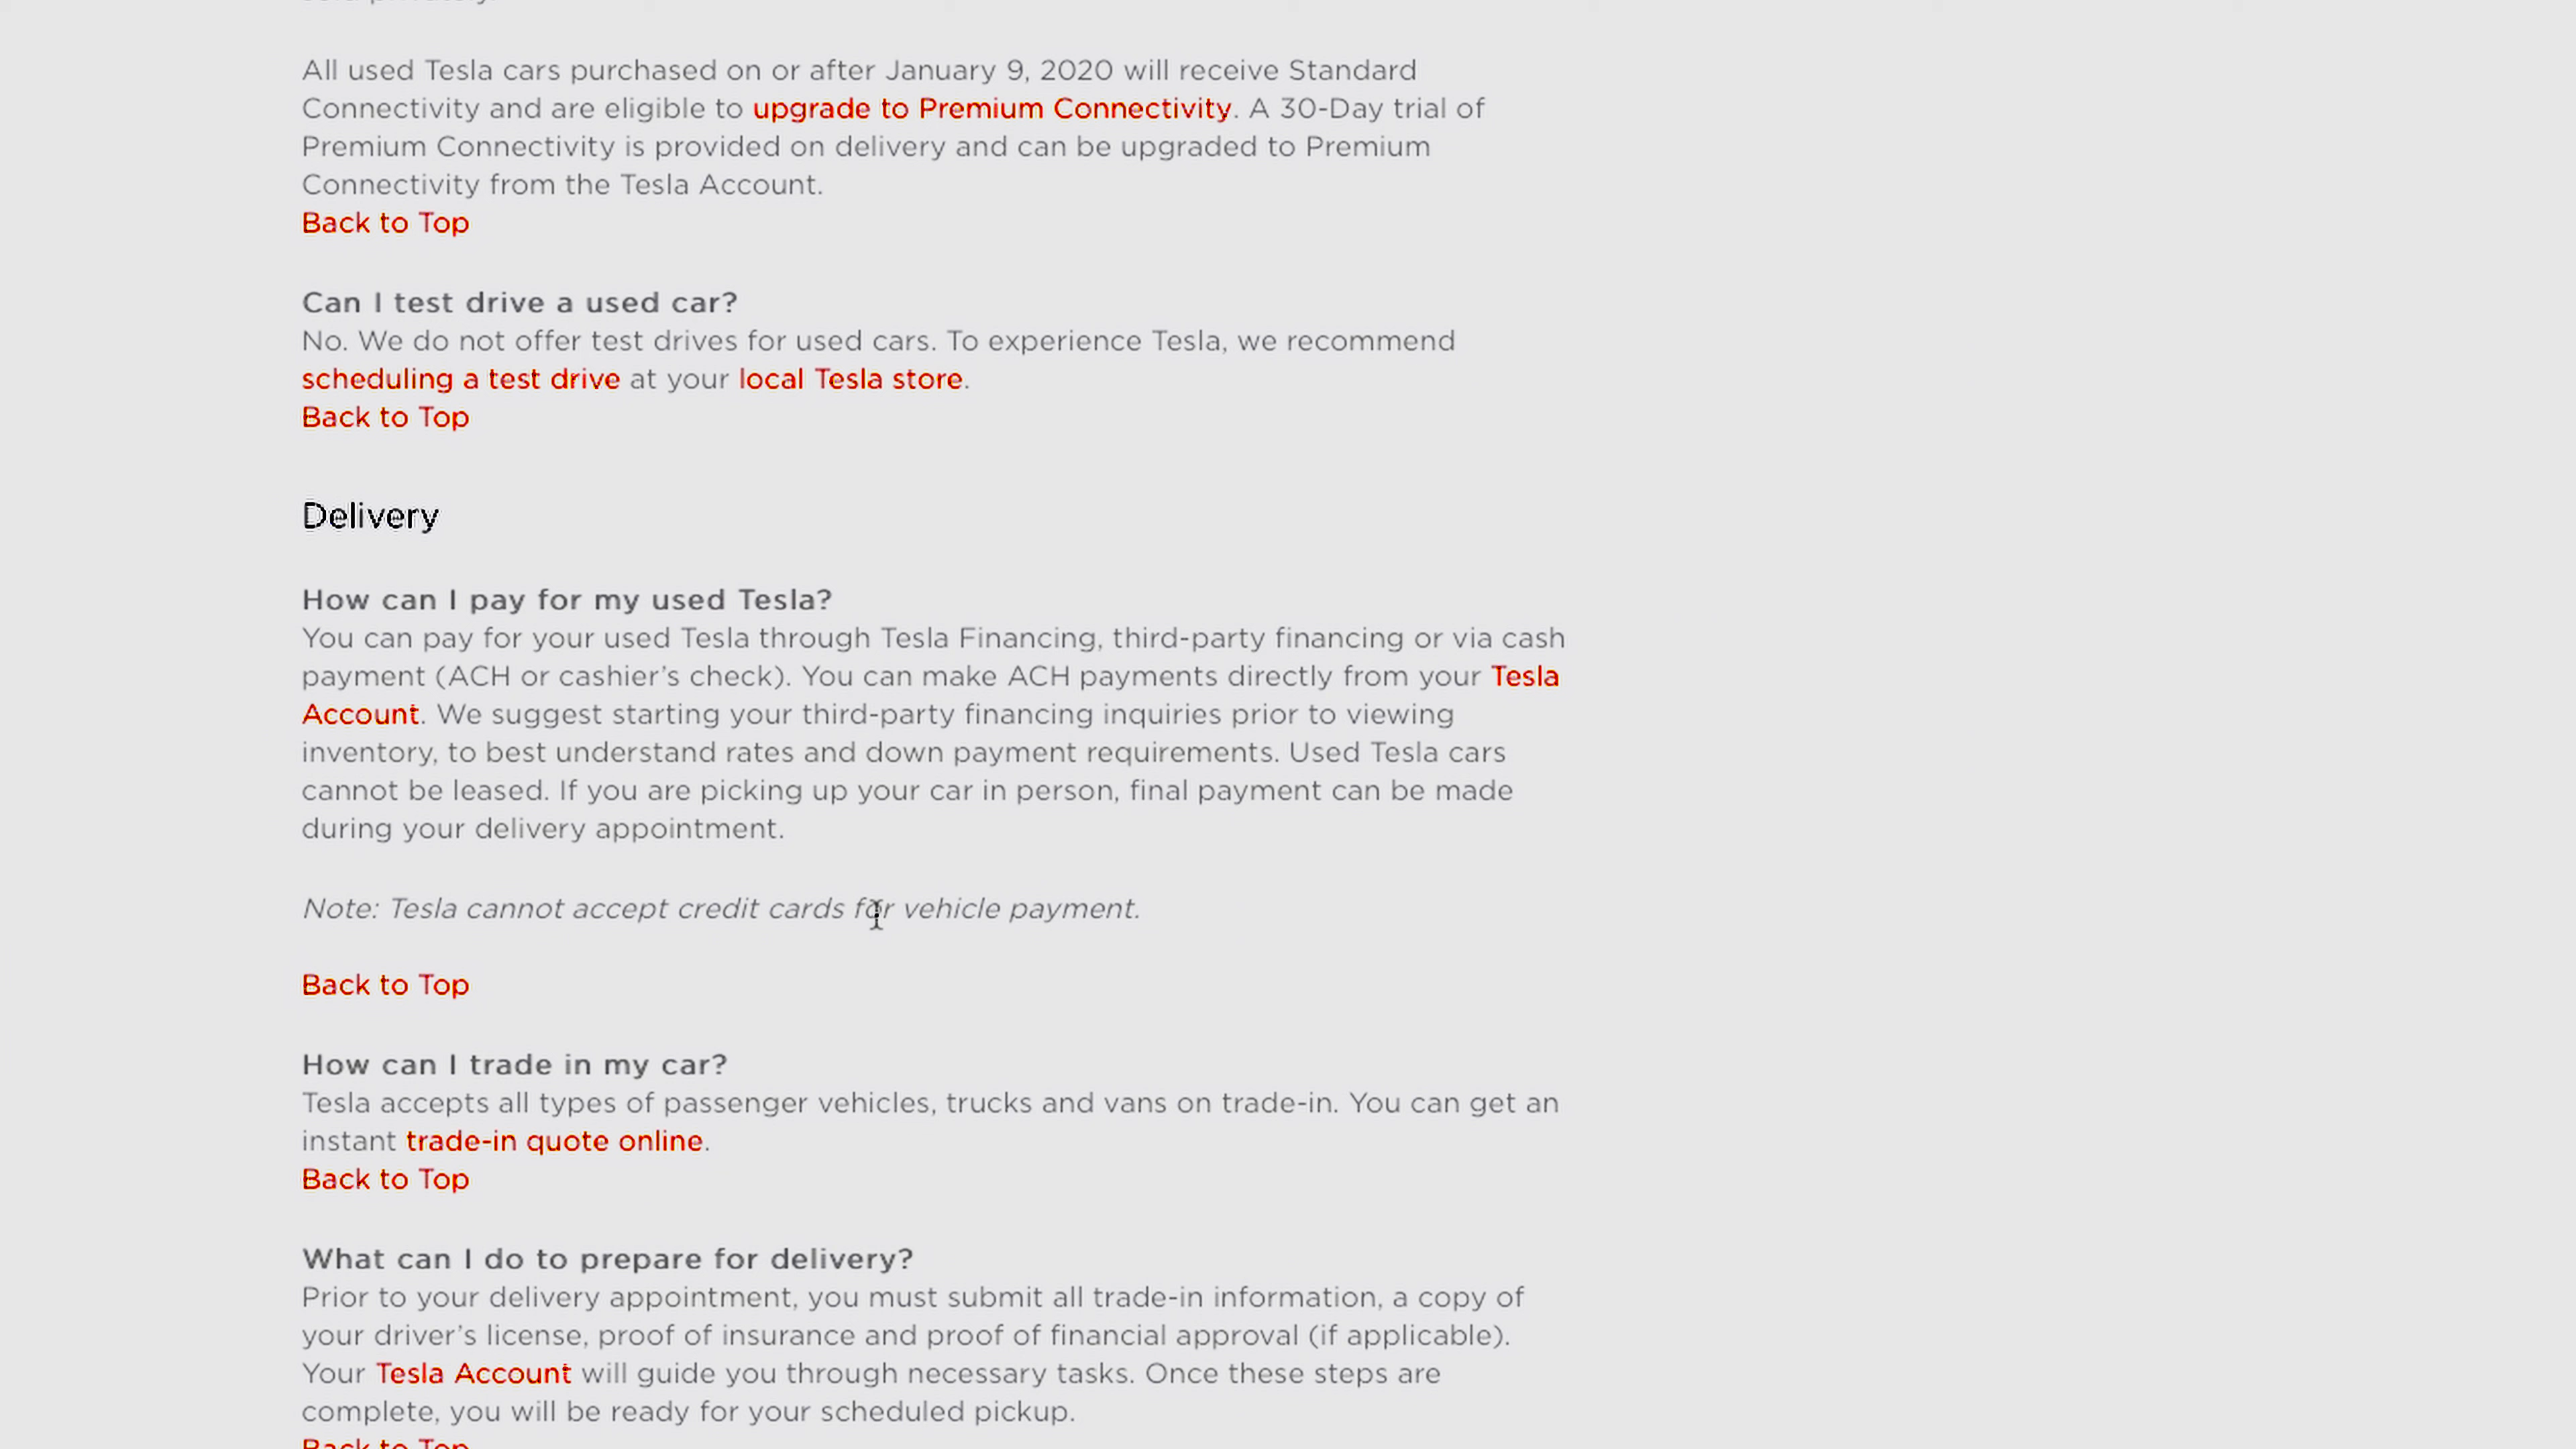 All used Tesla cars purchased on or after January 9, 2020 will receive Standard
Connectivity and are eligible to upgrade to Premium Connectivity. A 30-Day trial of
Premium Connectivity is provided on delivery and can be upgraded to Premium
Connectivity from the Tesla Account.
Back to Top
Can I test drive a used car?
No. We do not offer test drives for used cars. To experience Tesla, we recommend
scheduling a test drive at your local Tesla store.
Back to Top
Delivery
How can I pay for my used Tesla?
You can pay for your used Tesla through Tesla Financing, third-party financing or via cash
payment (ACH or cashier’s check). You can make ACH payments directly from your Tesla
Account. We suggest starting your third-party financing inquiries prior to viewing
inventory, to best understand rates and down payment requirements. Used Tesla cars
cannot be leased. If you are picking up your car in person, final payment can be made
during your delivery appointment.
Note: Tesla cannot accept credit cards for vehicle payment.
Back to Top
How can I trade in my car?
Tesla accepts all types of passenger vehicles, trucks and vans on trade-in. You can get an
instant trade-in quote online.
Back to Top
What can I do to prepare for delivery?
Prior to your delivery appointment, you must submit all trade-in information, a copy of
your driver’s license, proof of insurance and proof of financial approval (if applicable).
Your Tesla Account will guide you through necessary tasks. Once these steps are
complete, you will be ready for your scheduled pickup.
Back to Top